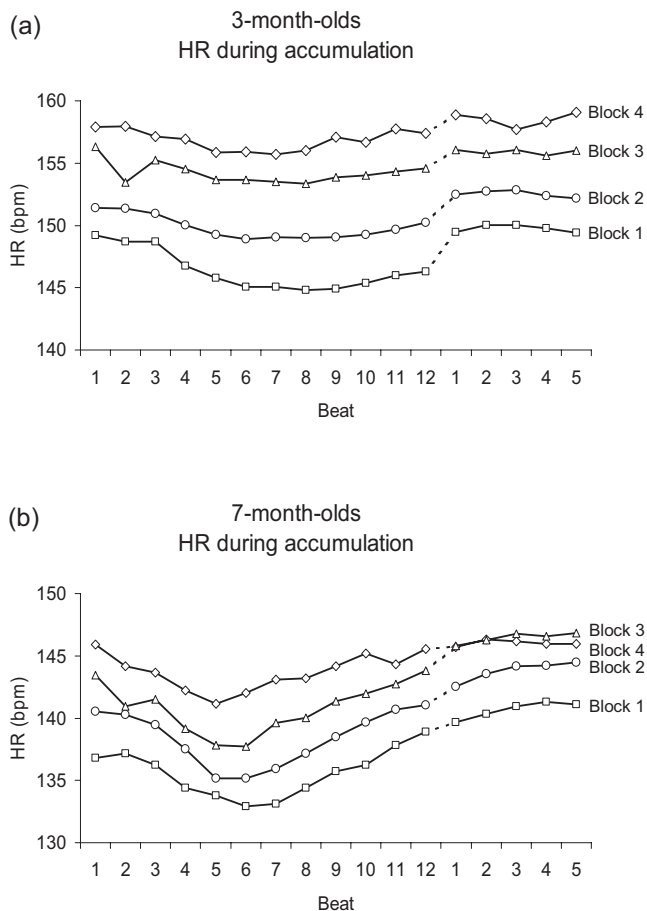 (a)
3-month-olds
HR during accumulation
160
155
150
145
140
HR (bpm)
Block 4
Block 3
Block 2
Block 1
1 2 3 4 5 6 7 8 9 10 11 12 1 2 3 4 5
Beat
(b)
7-month-olds
HR during accumulation
150
145
140
135
130
HR (bpm)
Block 3
Block 4
Block 2
Block 1
1 2 3 4 5 6 7 8 9 10 11 12 1 2 3 4 5
Beat